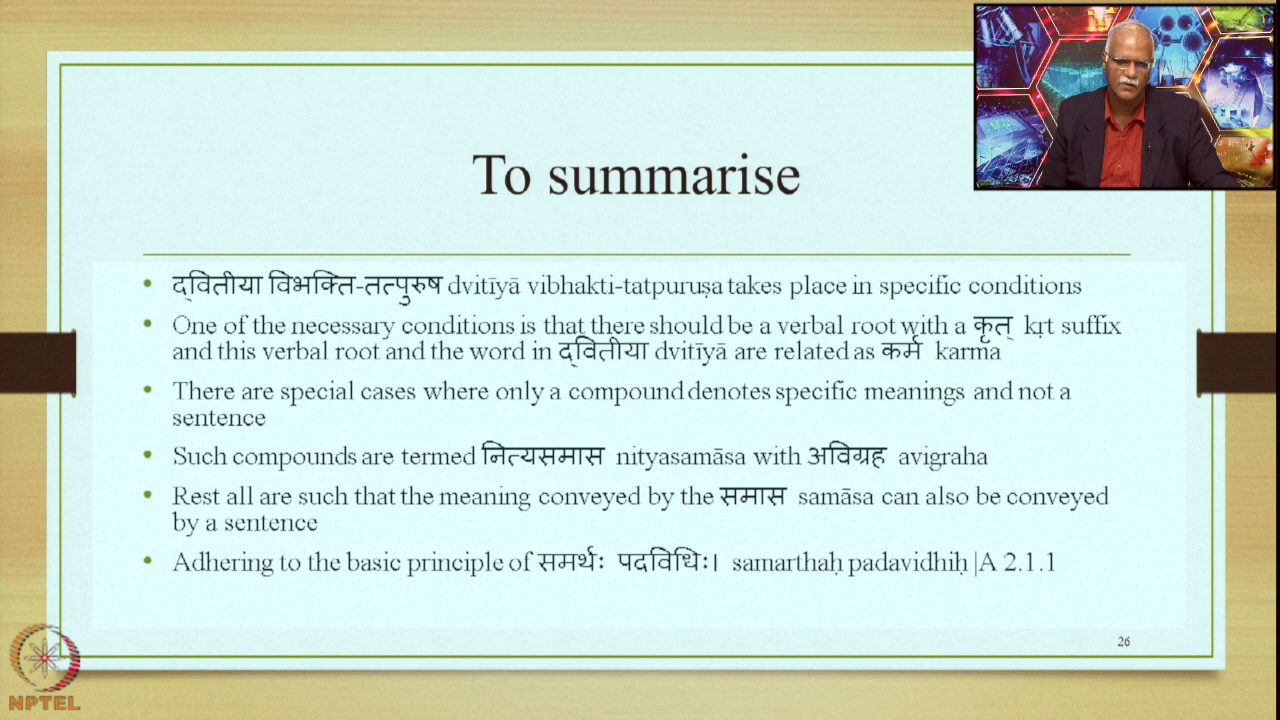 To summarise
• द्वितीया विभक्ति-तत्पुरुष dvitīyā vibhakti-tatpuruṣa takes place in specific conditions
• One of the necessary conditions is that there should be a verbal root with a कृत् kṛt suffix
and this verbal root and the word in द्वितीया dvitīyā are related as कर्म karma
• There are special cases where only a compound denotes specific meanings and not a
sentence
• Such compounds are termed नित्यसमास nityasamāsa with अविग्रह avigraha
• Rest all are such that the meaning conveyed by the समास samāsa can also be conveyed
by a sentence
• Adhering to the basic principle of समर्थः पदविधिः। samarthaḥ padavidhiḥ |A 2.1.1
26
NPTEL